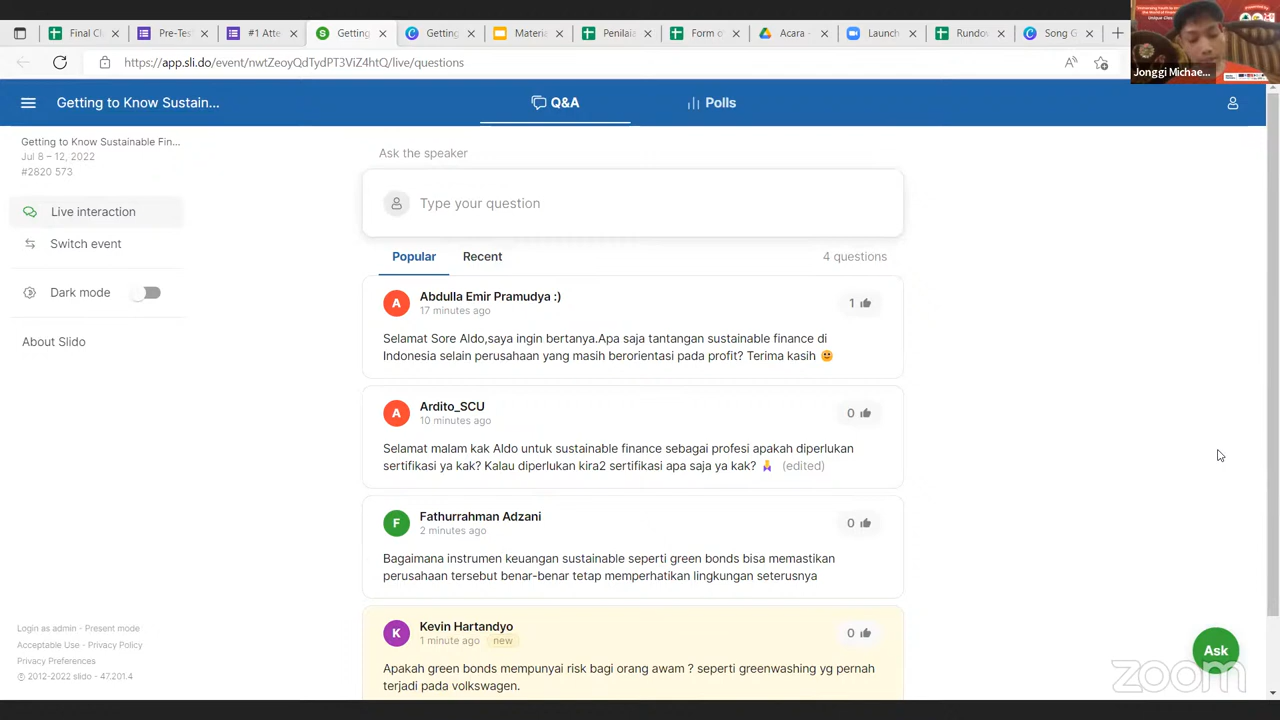 Final Cl
Pre-Tes
#1 Atte
Getting
Getting
Materia
Penilaia
Form o
Acara -
Launch
Rundov
Song G
https://app.sli.do/event/nwtZeoyQdTydPT3ViZ4htQ/live/questions
Jonggi Michae...
Getting to Know Sustain...
Q&A
Polls
Getting to Know Sustainable Fin...
Jul 8 – 12, 2022
#2820 573
Live interaction
Switch event
Dark mode
About Slido
Ask the speaker
Type your question
Popular
Recent
4 questions
A
Abdulla Emir Pramudya :)
17 minutes ago
1
Selamat Sore Aldo,saya ingin bertanya.Apa saja tantangan sustainable finance di
Indonesia selain perusahaan yang masih berorientasi pada profit? Terima kasih 🙂
A
Ardito_SCU
10 minutes ago
0
Selamat malam kak Aldo untuk sustainable finance sebagai profesi apakah diperlukan
sertifikasi ya kak? Kalau diperlukan kira2 sertifikasi apa saja ya kak? 🙏 (edited)
F
Fathurrahman Adzani
2 minutes ago
0
Bagaimana instrumen keuangan sustainable seperti green bonds bisa memastikan
perusahaan tersebut benar-benar tetap memperhatikan lingkungan seterusnya
K
Kevin Hartandyo
1 minute ago new
0
Apakah green bonds mempunyai risk bagi orang awam ? seperti greenwashing yg pernah
terjadi pada volkswagen.
Login as admin - Present mode
Acceptable Use - Privacy Policy
Privacy Preferences
© 2012-2022 slido - 47.201.4
Ask
zoom